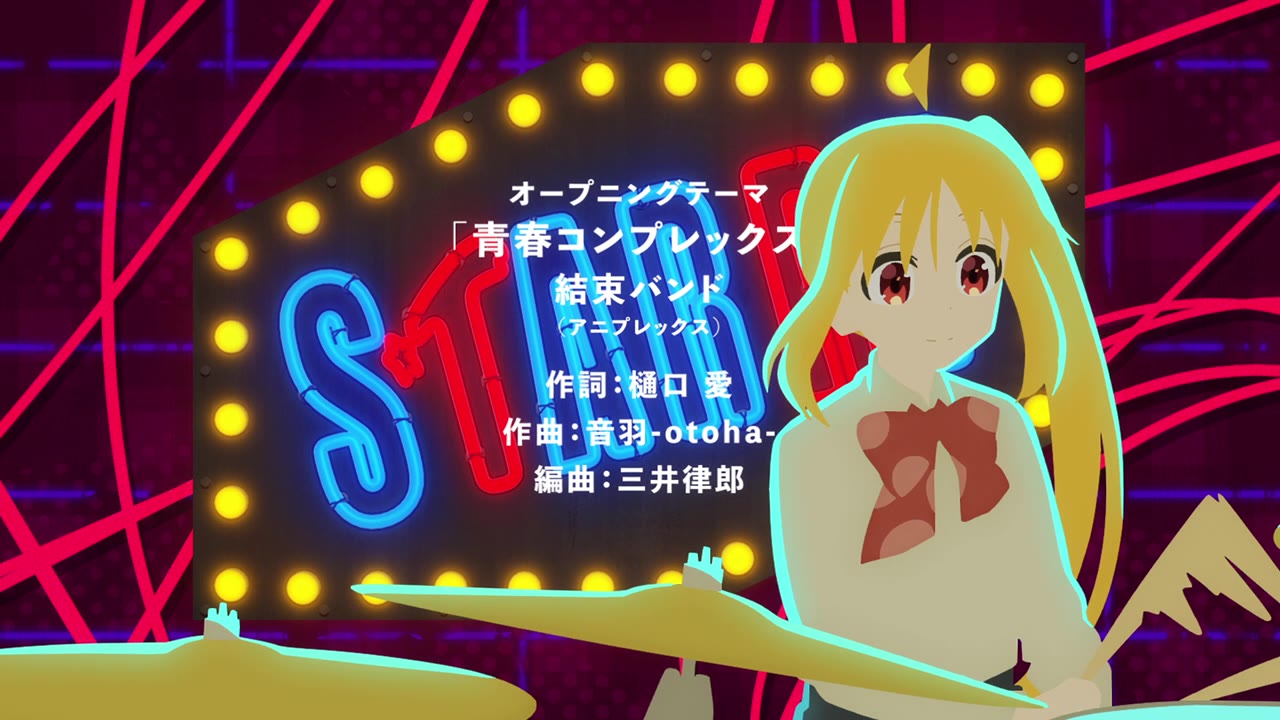 オープニングテーマ
「青春コンプレックス
結束バンド
（アニプレックス）
作詞：樋口 愛
作曲：音羽-otoha-
編曲：三井律郎
STAR